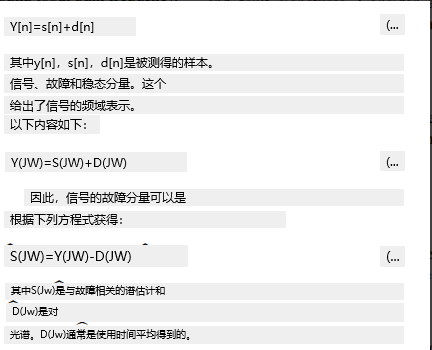 Y[n]=s[n]+d[n]
(...
其中y[n]，s[n]，d[n]是被测得的样本。
信号、故障和稳态分量。这个
给出了信号的频域表示。
以下内容如下：
Y(JW)=S(JW)+D(JW)
(...
因此，信号的故障分量可以是
根据下列方程式获得：
S(JW)=Y(JW)-D(JW)
(...
其中S(Jw)是与故障相关的谱估计和
D(Jw)是对
光谱。D(Jw)通常是使用时间平均得到的。